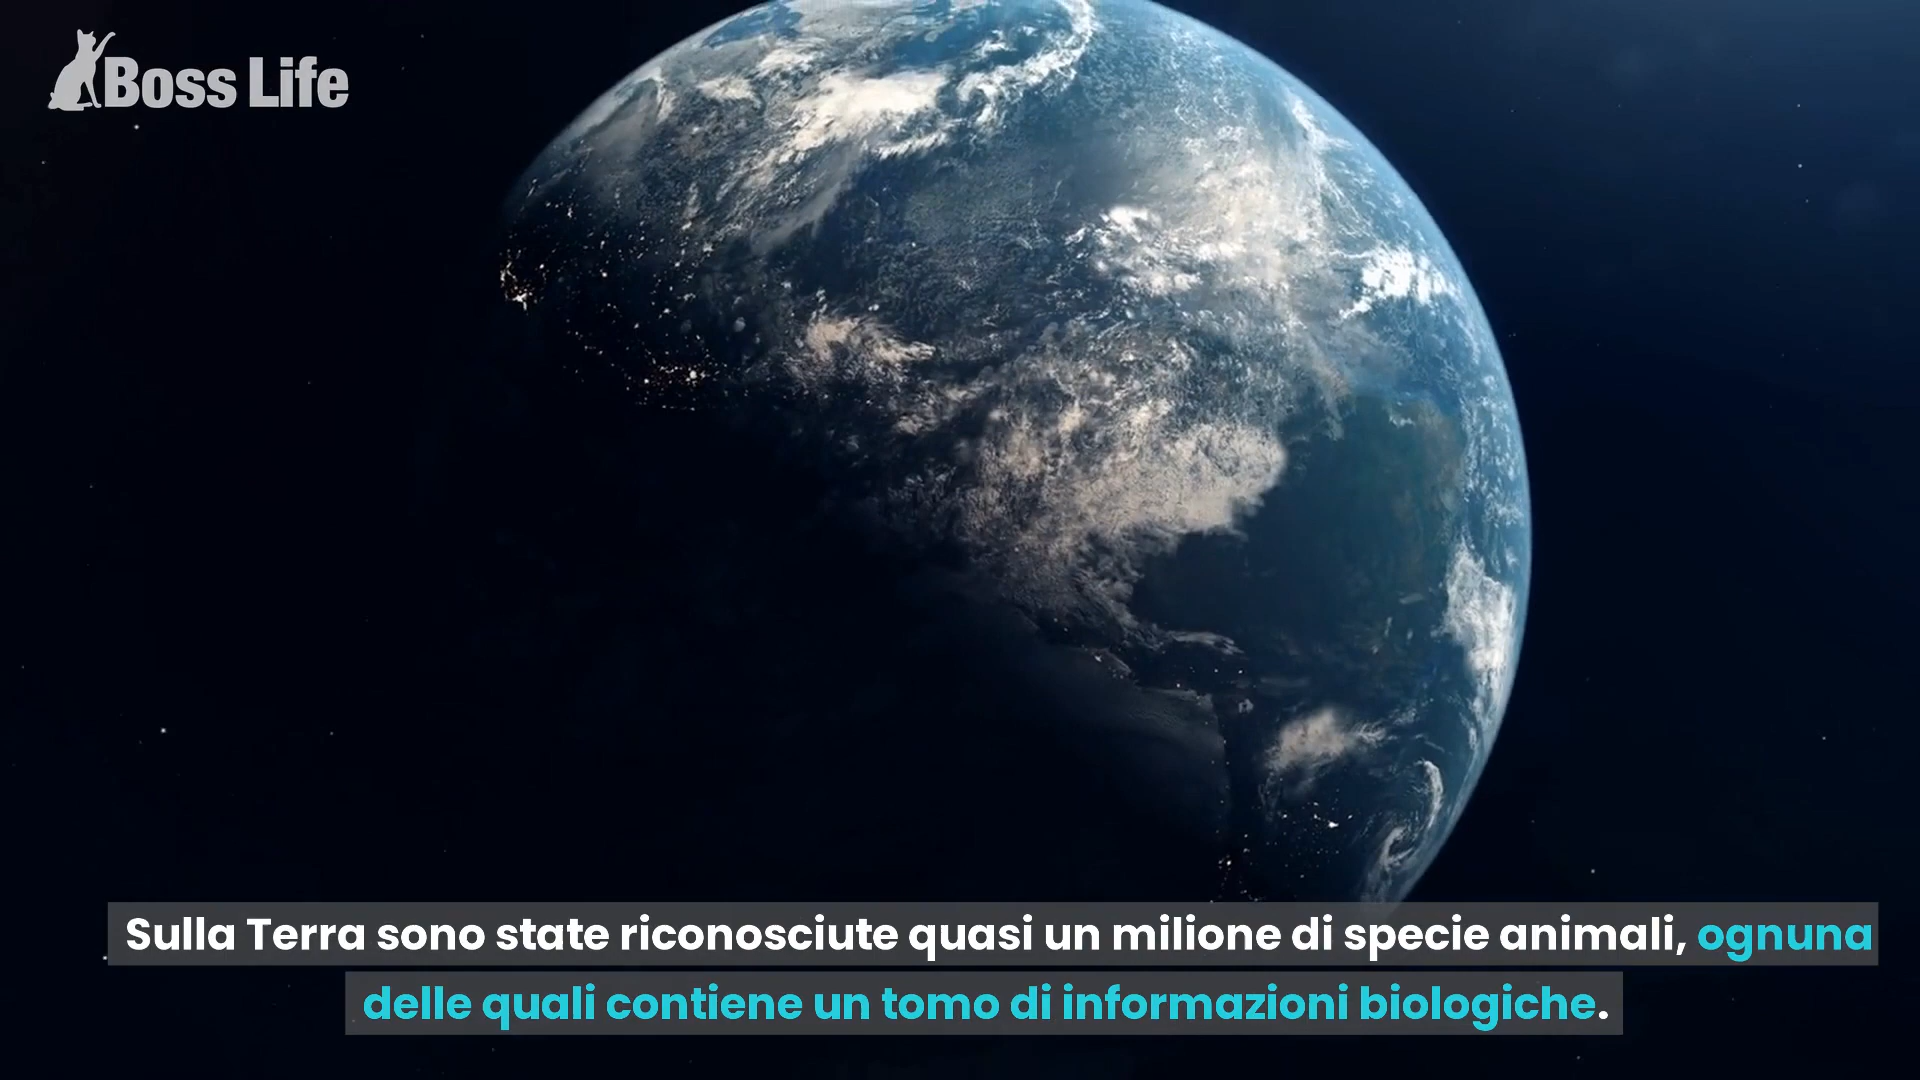 Boss Life
Sulla Terra sono state riconosciute quasi un milione di specie animali, ognuna
delle quali contiene un tomo di informazioni biologiche.